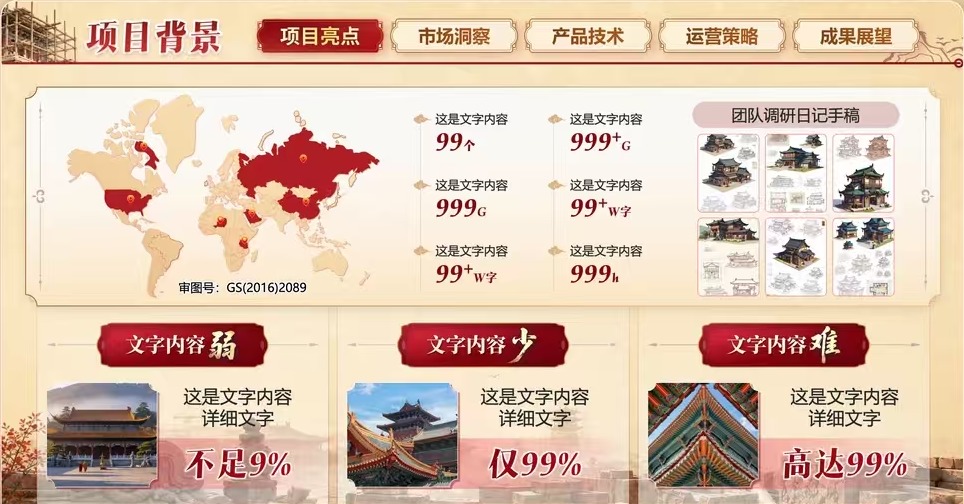 项目背景
项目亮点
市场洞察
产品技术
运营策略
成果展望
这是文字内容
99个
这是文字内容
999+G
这是文字内容
999G
这是文字内容
99+W字
这是文字内容
99+W字
这是文字内容
999h
审图号：GS(2016)2089
团队调研日记手稿
文字内容弱
文字内容少
文字内容难
这是文字内容
详细文字
不足9%
这是文字内容
详细文字
仅99%
这是文字内容
详细文字
高达99%